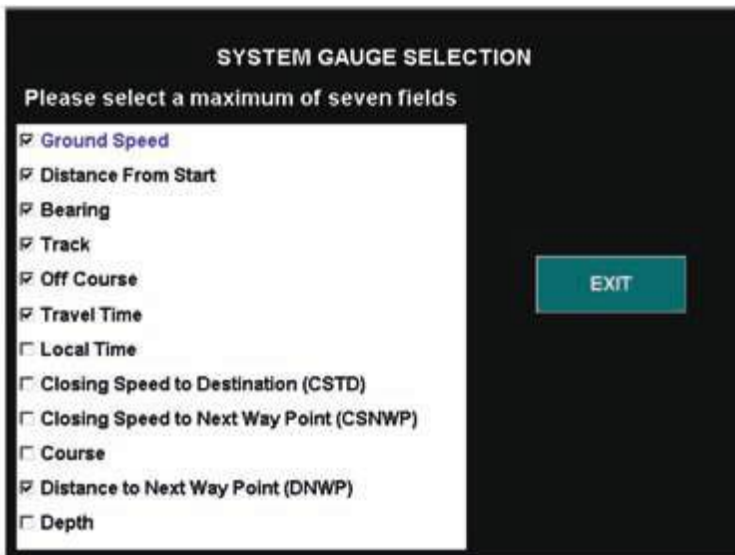 SYSTEM GAUGE SELECTION
Please select a maximum of seven fields
Ground Speed
Distance From Start
Bearing
Track
Off Course
EXIT
Travel Time
Local Time
Closing Speed to Destination (CSTD)
Closing Speed to Next Way Point (CSNWP)
Course
Distance to Next Way Point (DNWP)
Depth